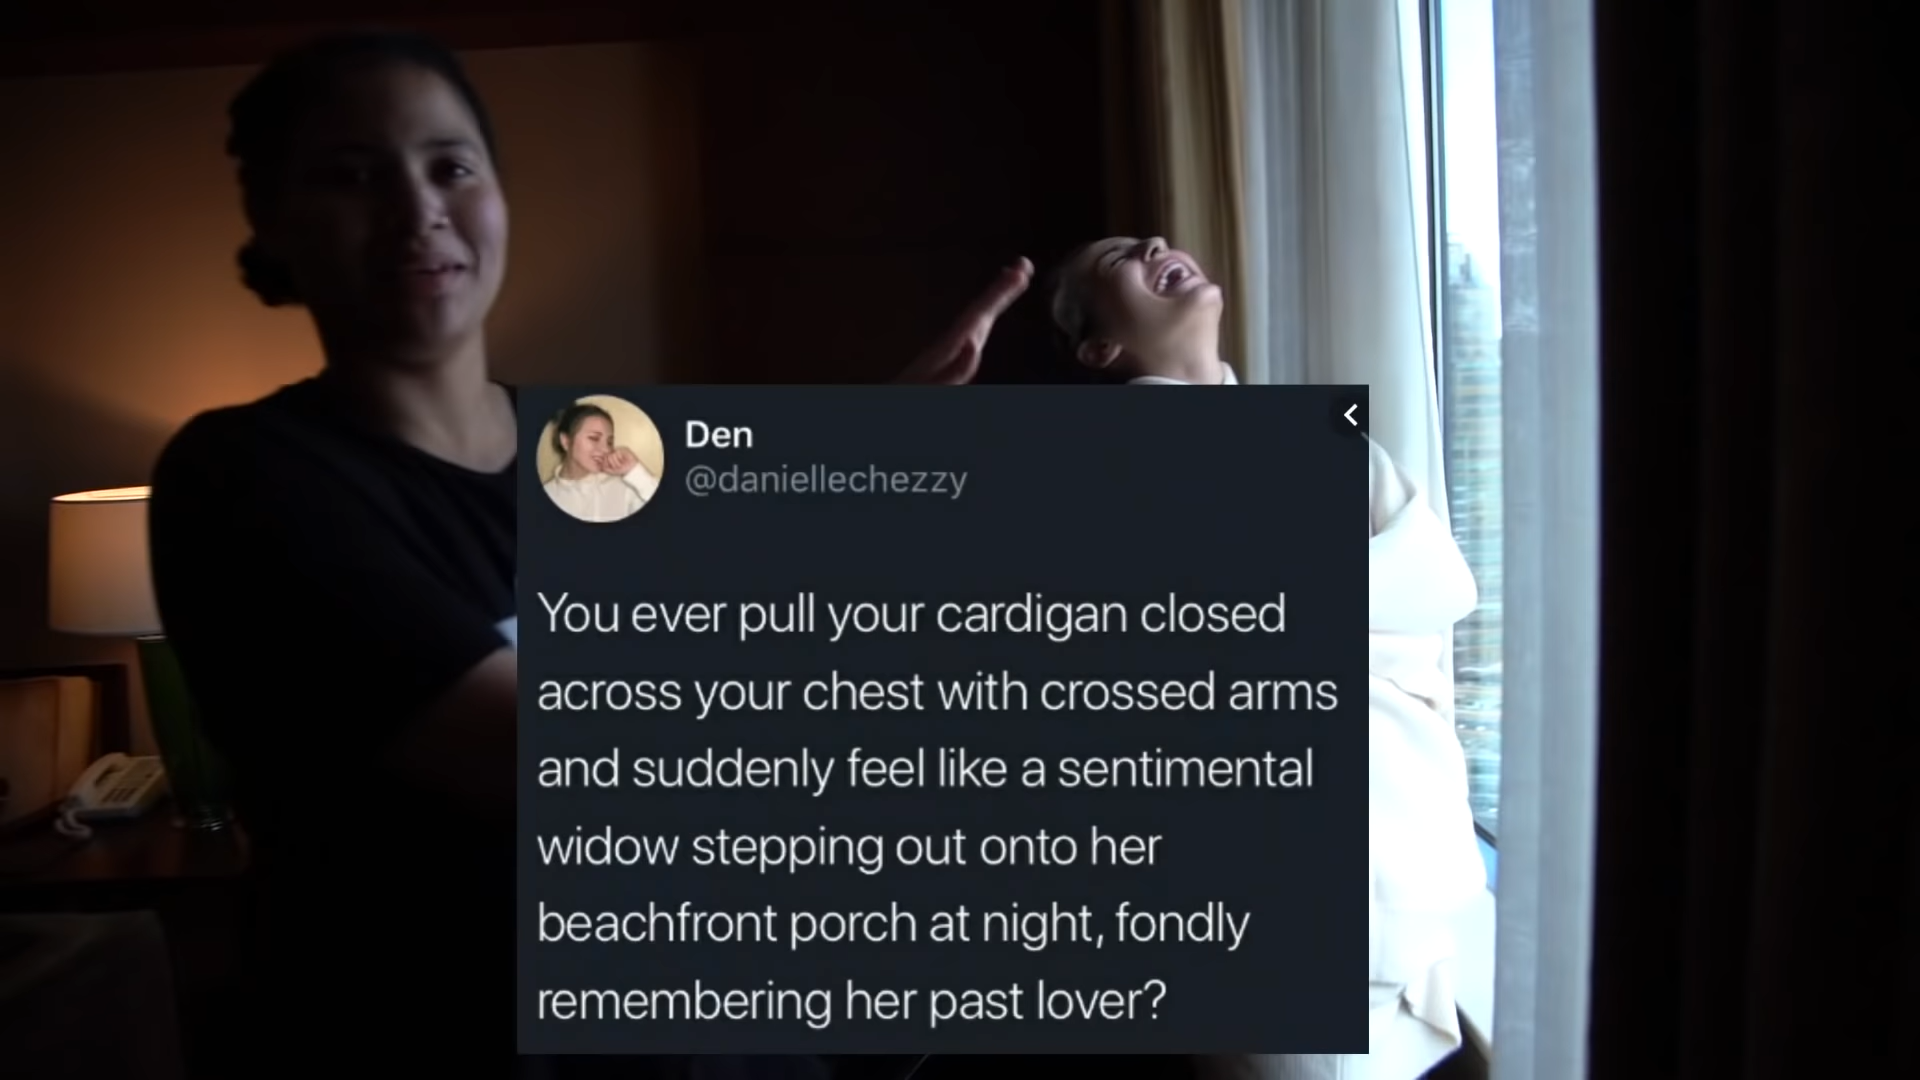 Den
@daniellechezzy
You ever pull your cardigan closed
across your chest with crossed arms
and suddenly feel like a sentimental
widow stepping out onto her
beachfront porch at night, fondly
remembering her past lover?